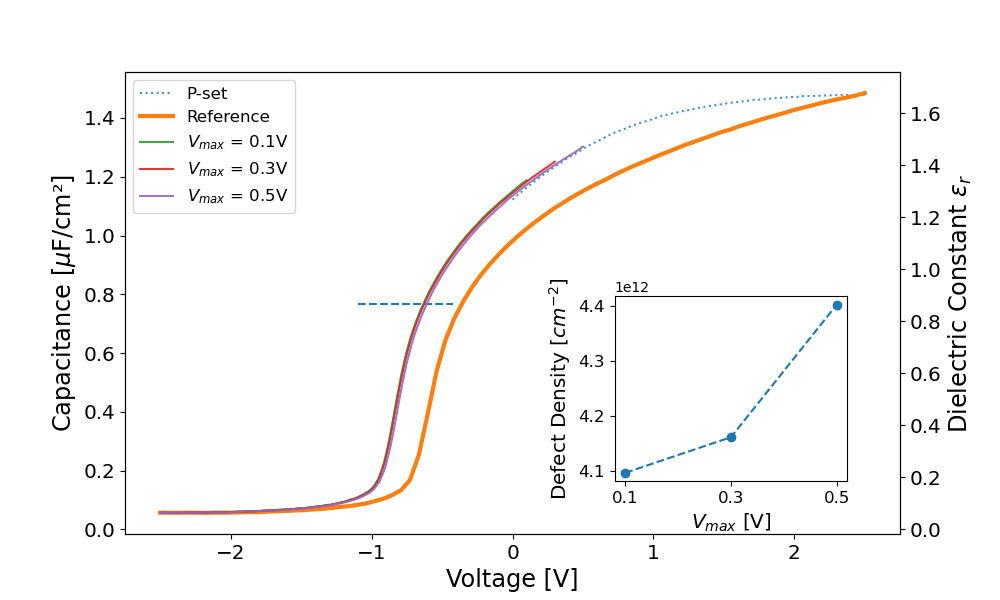 P-set
Reference
V_max = 0.1V
V_max = 0.3V
V_max = 0.5V
Capacitance [μF/cm²]
1.4
1.2
1.0
0.8
0.6
0.4
0.2
0.0
−2
−1
0
1
2
Voltage [V]
1.6
1.4
1.2
1.0
0.8
0.6
0.4
0.2
0.0
Dielectric Constant ε_r
1e12
Defect Density [cm⁻²]
4.4
4.3
4.2
4.1
0.1
0.3
0.5
V_max [V]